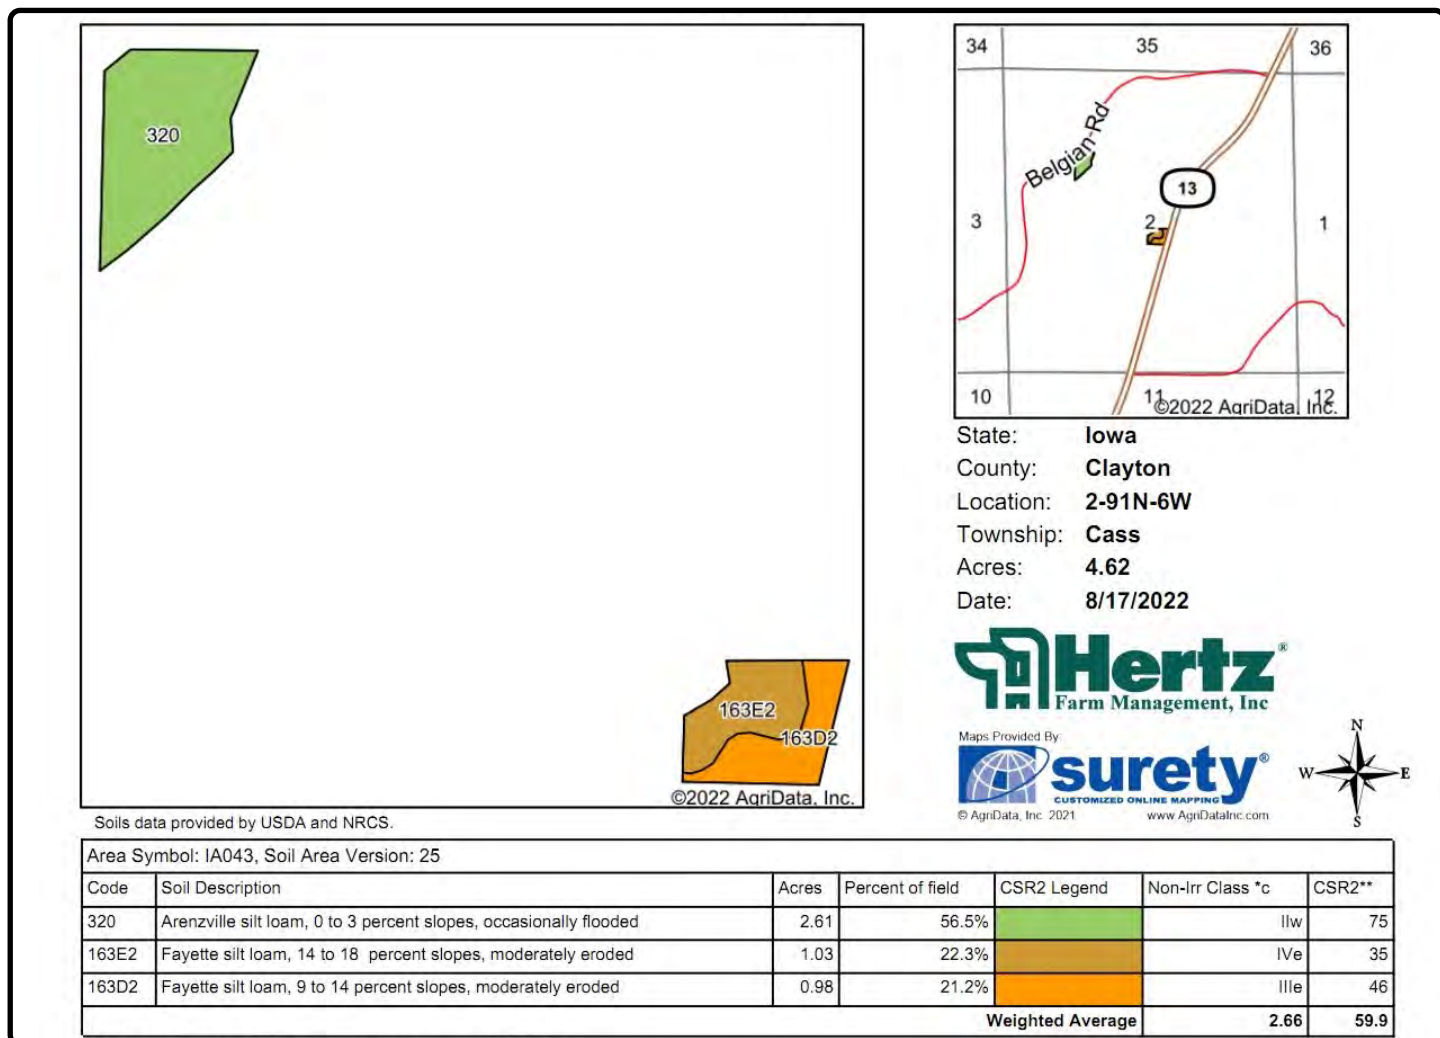 320
163E2
163D2
©2022 AgriData, Inc.
Soils data provided by USDA and NRCS.
34 35 36
Belgian Rd
13
3 2 1
10 11 12
©2022 AgriData, Inc.
State: Iowa
County: Clayton
Location: 2-91N-6W
Township: Cass
Acres: 4.62
Date: 8/17/2022
Hertz®
Farm Management, Inc
Maps Provided By
surety®
CUSTOMIZED ONLINE MAPPING
© AgriData, Inc. 2021 www.AgriDataInc.com
N
W E
S
Area Symbol: IA043, Soil Area Version: 25
Code Soil Description Acres Percent of field CSR2 Legend Non-Irr Class *c CSR2**
320 Arenzville silt loam, 0 to 3 percent slopes, occasionally flooded 2.61 56.5% IIw 75
163E2 Fayette silt loam, 14 to 18 percent slopes, moderately eroded 1.03 22.3% IVe 35
163D2 Fayette silt loam, 9 to 14 percent slopes, moderately eroded 0.98 21.2% IIIe 46
Weighted Average 2.66 59.9